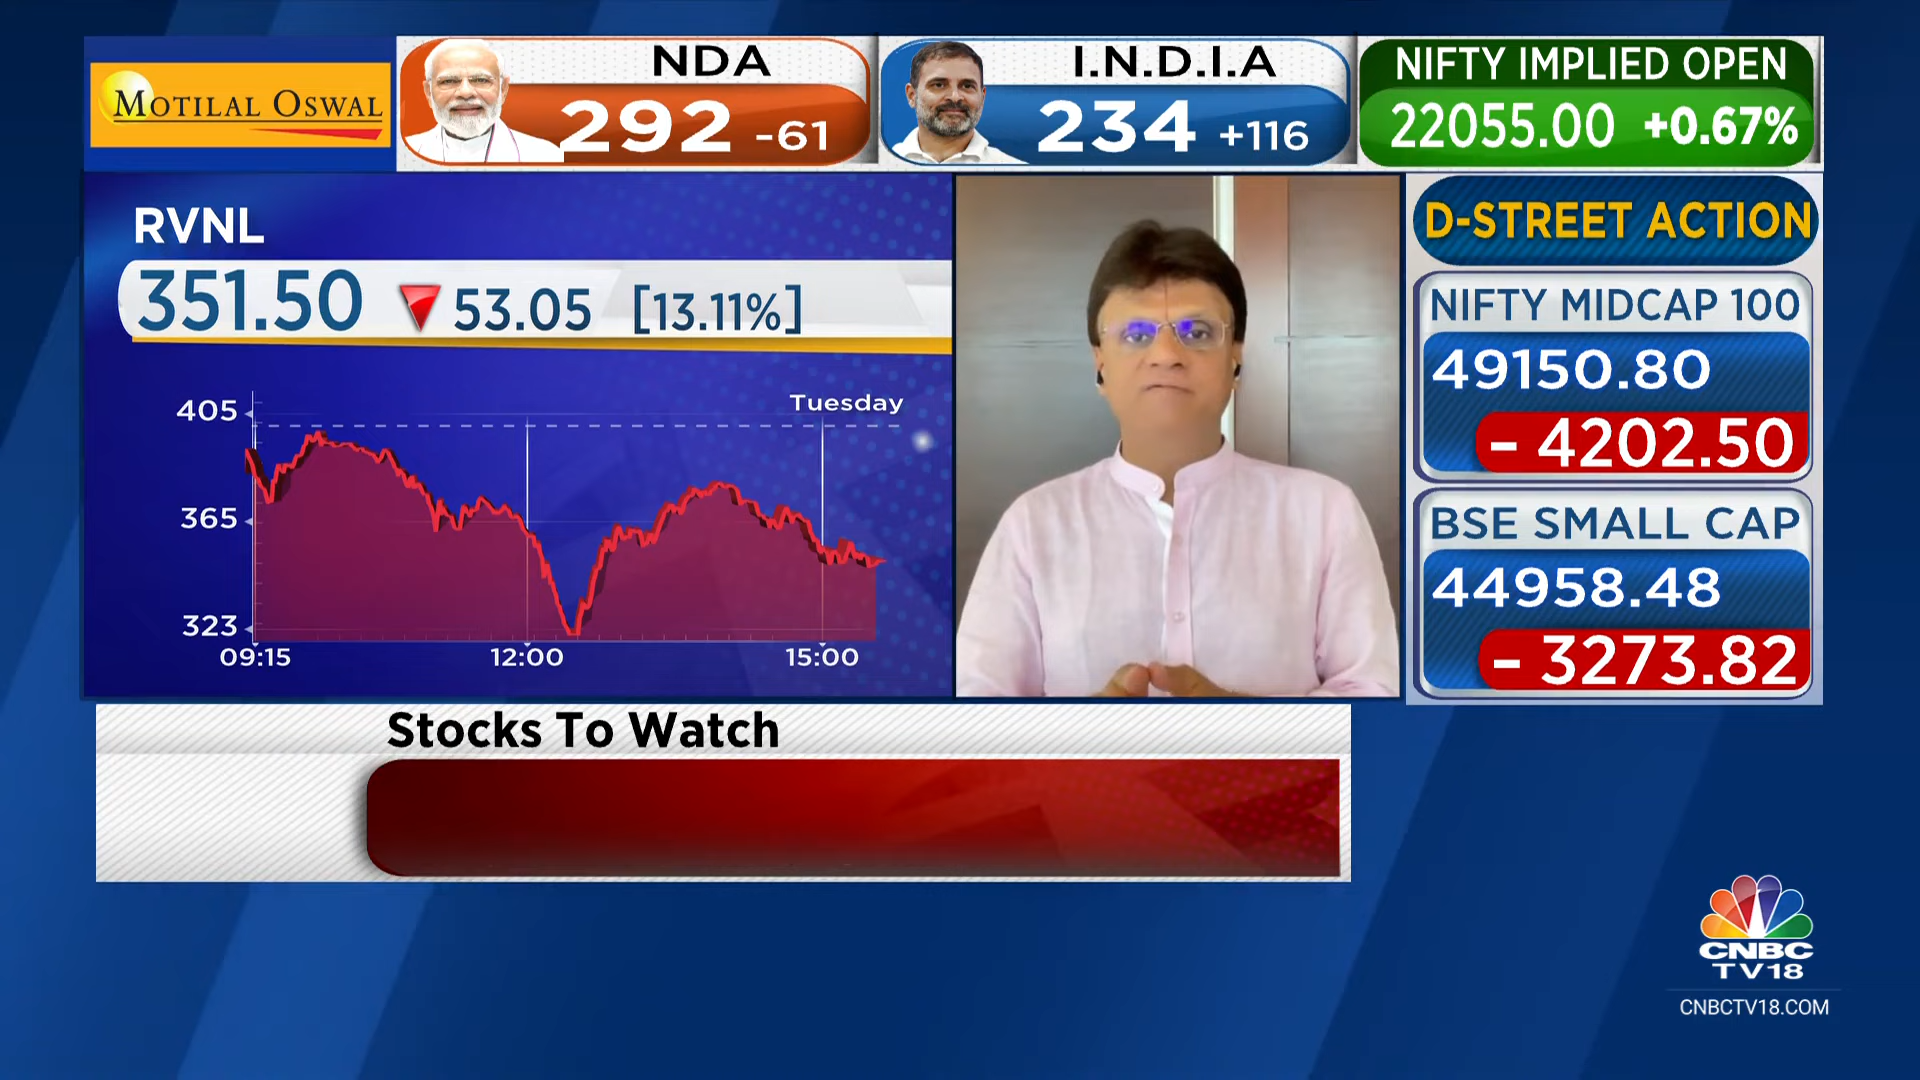 MOTILAL OSWAL
NDA
292 -61
I.N.D.I.A
234 +116
NIFTY IMPLIED OPEN
22055.00 +0.67%
RVNL
351.50 53.05 [13.11%]
Tuesday
405
365
323
09:15 12:00 15:00
D-STREET ACTION
NIFTY MIDCAP 100
49150.80
- 4202.50
BSE SMALL CAP
44958.48
- 3273.82
Stocks To Watch
CNBC
TV18
CNBCTV18.COM